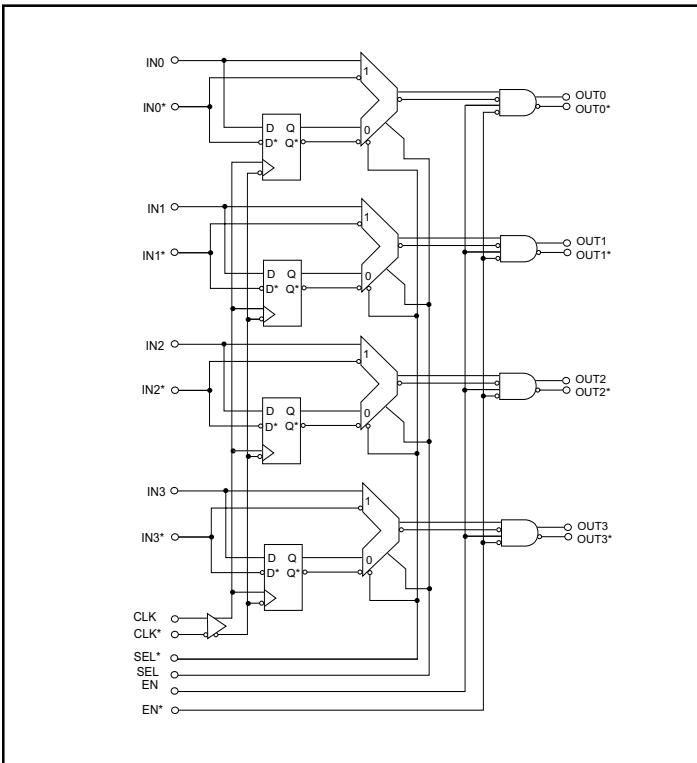 IN0
1
OUT0
IN0*
OUT0*
D Q
0
D* Q*
IN1
1
OUT1
IN1*
OUT1*
D Q
0
D* Q*
IN2
1
OUT2
IN2*
OUT2*
D Q
0
D* Q*
IN3
1
OUT3
IN3*
OUT3*
D Q
0
D* Q*
CLK
CLK*
SEL*
SEL
EN
EN*